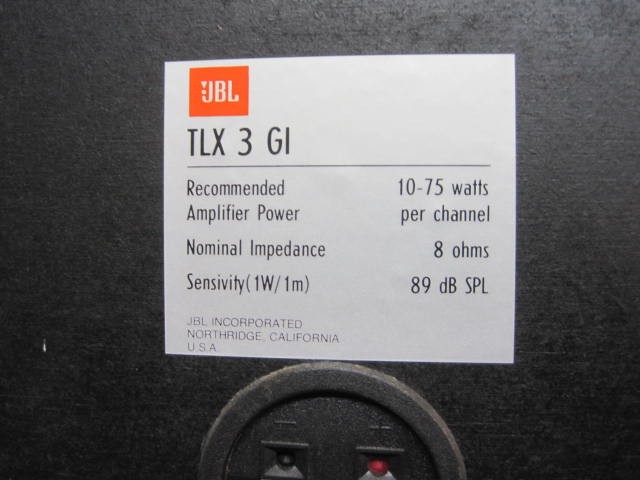 JBL
TLX 3 GI
Recommended 10-75 watts
Amplifier Power per channel
Nominal Impedance 8 ohms
Sensivity(1W/1m) 89 dB SPL
JBL INCORPORATED
NORTHRIDGE, CALIFORNIA
U.S.A.
− +